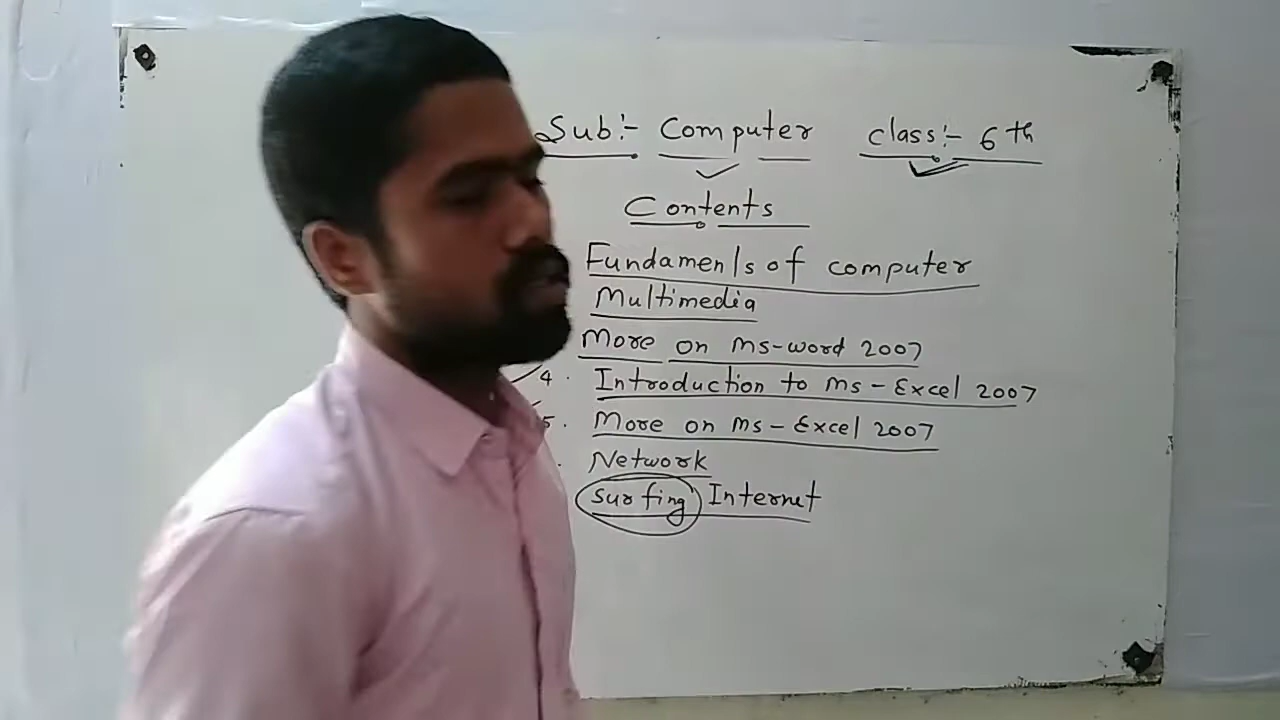 Sub:- Computer class:- 6th
Contents
Fundamenls of computer
Multimedia
More on Ms-word 2007
4. Introduction to Ms-Excel 2007
5. More on Ms-Excel 2007
. Network
Surfing Internet